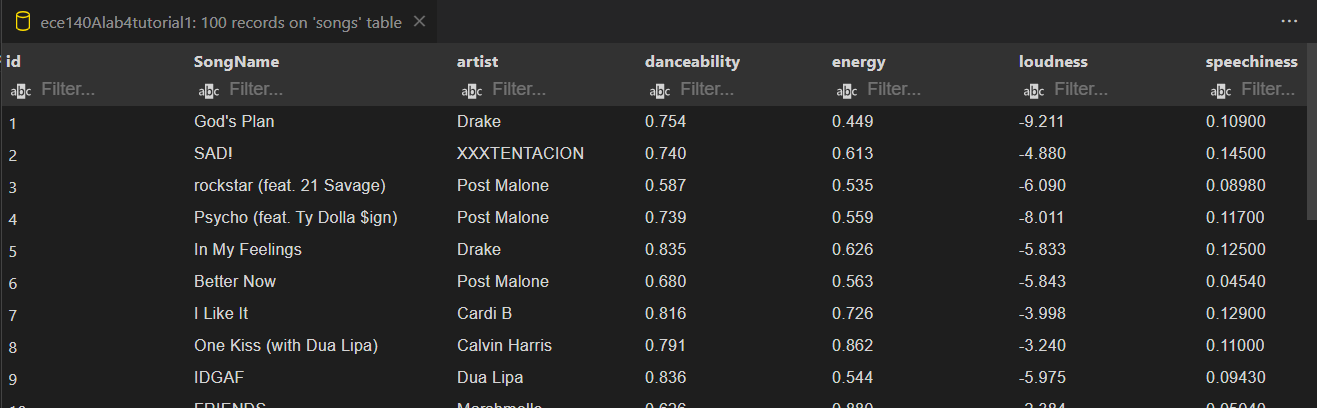 ece140Alab4tutorial1: 100 records on 'songs' table
id SongName artist danceability energy loudness speechiness
abc Filter... abc Filter... abc Filter... abc Filter... abc Filter... abc Filter... abc Filter...
1 God's Plan Drake 0.754 0.449 -9.211 0.10900
2 SAD! XXXTENTACION 0.740 0.613 -4.880 0.14500
3 rockstar (feat. 21 Savage) Post Malone 0.587 0.535 -6.090 0.08980
4 Psycho (feat. Ty Dolla $ign) Post Malone 0.739 0.559 -8.011 0.11700
5 In My Feelings Drake 0.835 0.626 -5.833 0.12500
6 Better Now Post Malone 0.680 0.563 -5.843 0.04540
7 I Like It Cardi B 0.816 0.726 -3.998 0.12900
8 One Kiss (with Dua Lipa) Calvin Harris 0.791 0.862 -3.240 0.11000
9 IDGAF Dua Lipa 0.836 0.544 -5.975 0.09430
10 FRIENDS Marshmello 0.626 0.880 -2.384 0.05040